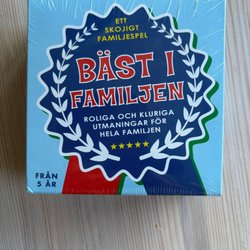 ETT
SKOJIGT
FAMILJESPEL
BÄST I
FAMILJEN
ROLIGA OCH KLURIGA
UTMANINGAR FÖR
HELA FAMILJEN
FRÅN
5 ÅR